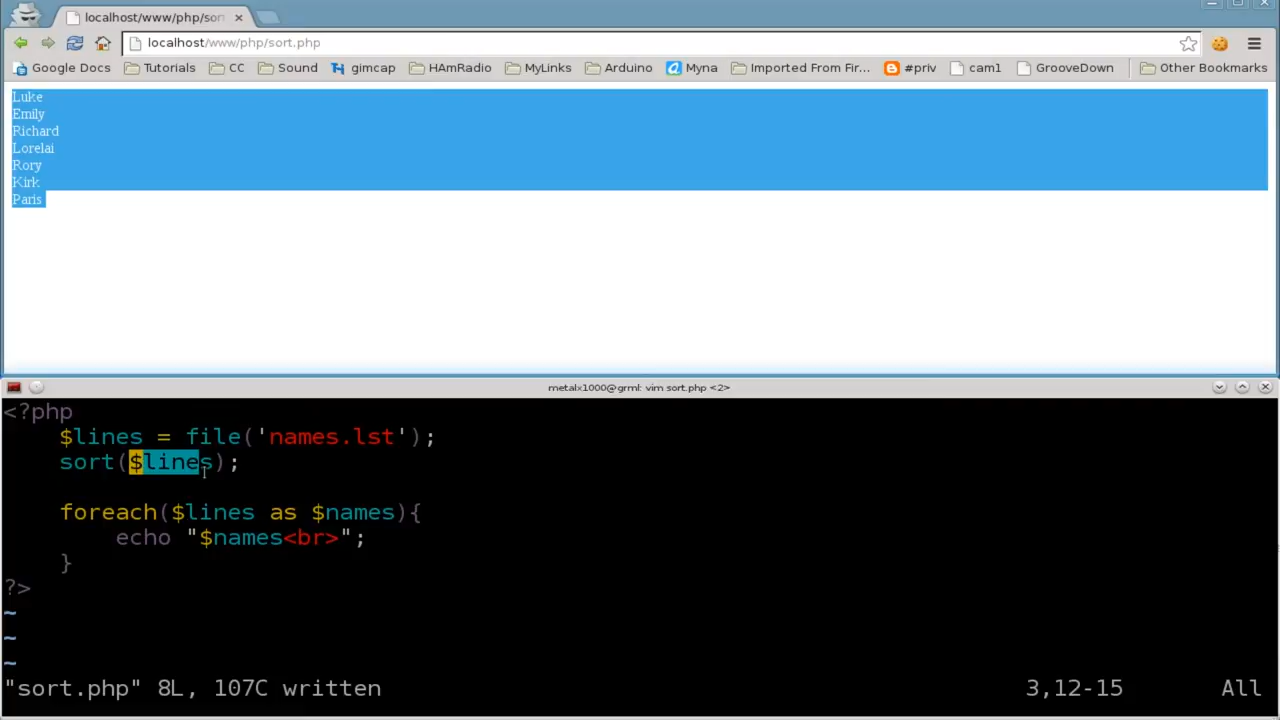 localhost/www/php/sor
localhost/www/php/sort.php
Google Docs Tutorials CC Sound gimcap HAmRadio MyLinks Arduino Myna Imported From Fir... #priv cam1 GrooveDown Other Bookmarks
Luke
Emily
Richard
Lorelai
Rory
Kirk
Paris
metalx1000@grml: vim sort.php <2>
<?php
$lines = file('names.lst');
sort($lines);
foreach($lines as $names){
echo "$names<br>";
}
?>
~
~
~
"sort.php" 8L, 107C written 3,12-15 All